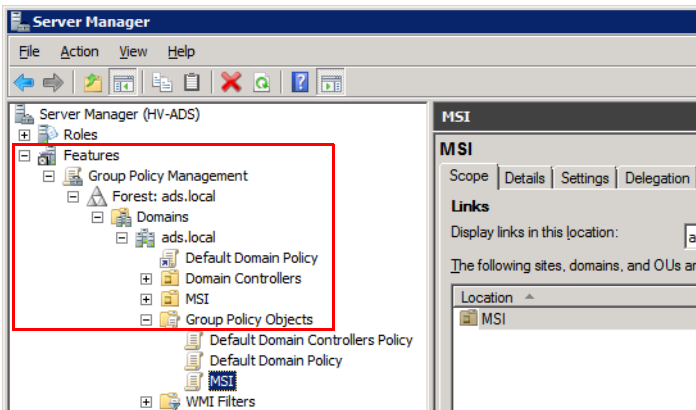 Server Manager
File Action View Help
Server Manager (HV-ADS)
Roles
Features
Group Policy Management
Forest: ads.local
Domains
ads.local
Default Domain Policy
Domain Controllers
MSI
Group Policy Objects
Default Domain Controllers Policy
Default Domain Policy
MSI
WMI Filters
MSI
MSI
Scope Details Settings Delegation
Links
Display links in this location: a
The following sites, domains, and OUs ar
Location
MSI